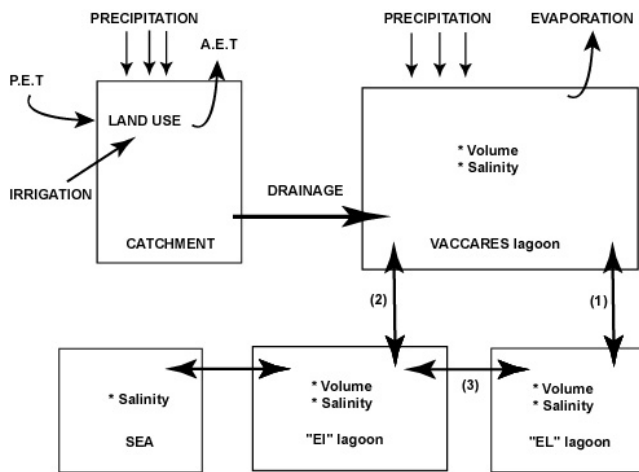 PRECIPITATION
A.E.T
P.E.T
LAND USE
IRRIGATION
CATCHMENT
DRAINAGE
PRECIPITATION
EVAPORATION
* Volume
* Salinity
VACCARES lagoon
(2)
(1)
* Salinity
SEA
* Volume
* Salinity
"EI" lagoon
(3)
* Volume
* Salinity
"EL" lagoon